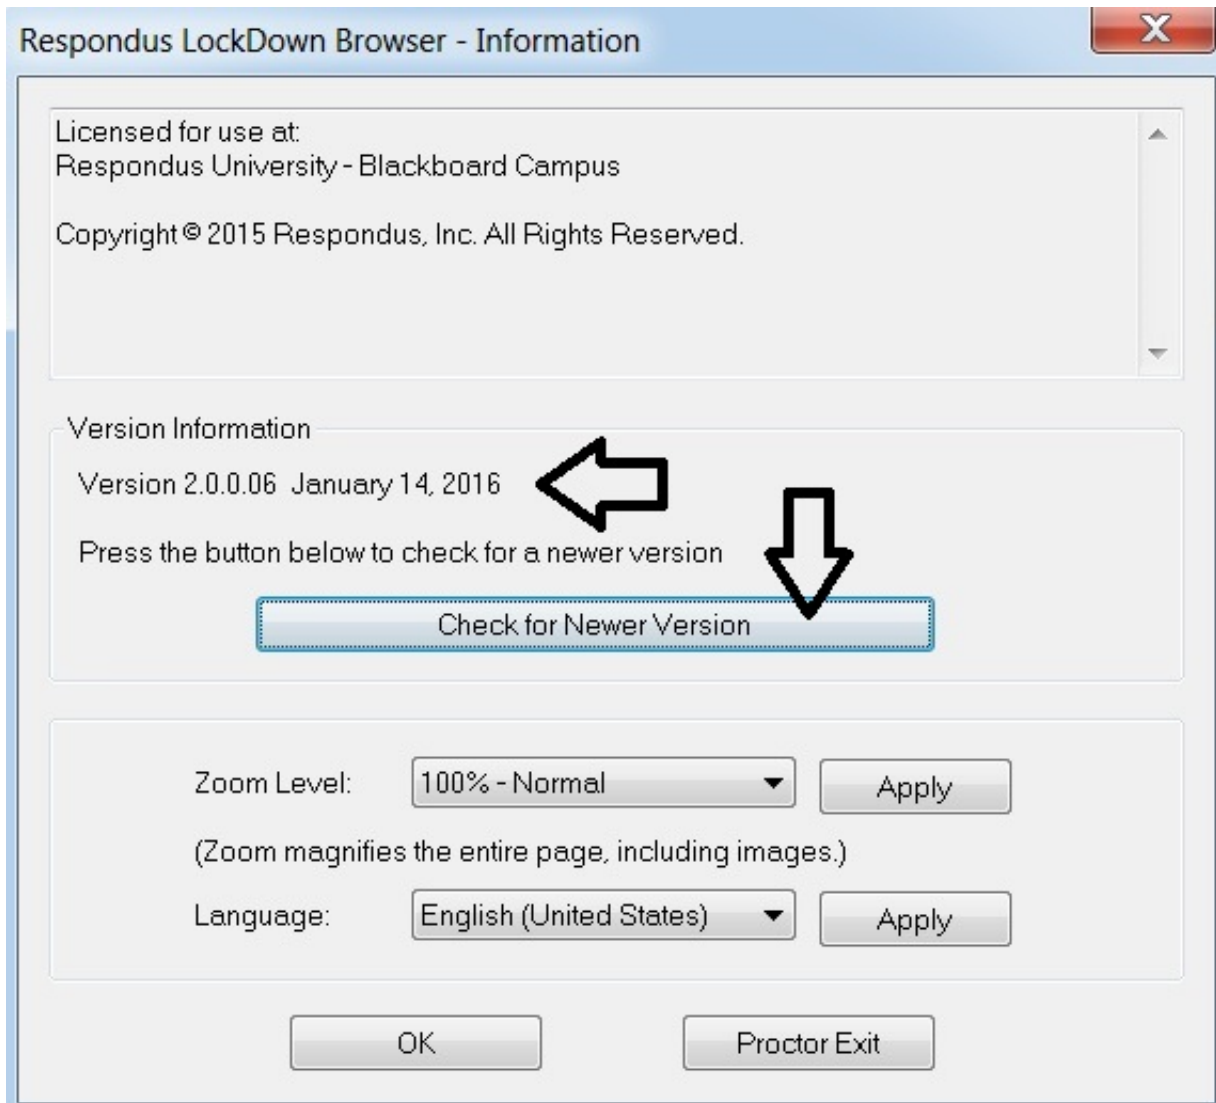 Respondus LockDown Browser - Information
Licensed for use at:
Respondus University - Blackboard Campus
Copyright © 2015 Respondus, Inc. All Rights Reserved.
Version Information
Version 2.0.0.06 January 14, 2016
Press the button below to check for a newer version
Check for Newer Version
Zoom Level: 100% - Normal Apply
(Zoom magnifies the entire page, including images.)
Language: English (United States) Apply
OK Proctor Exit